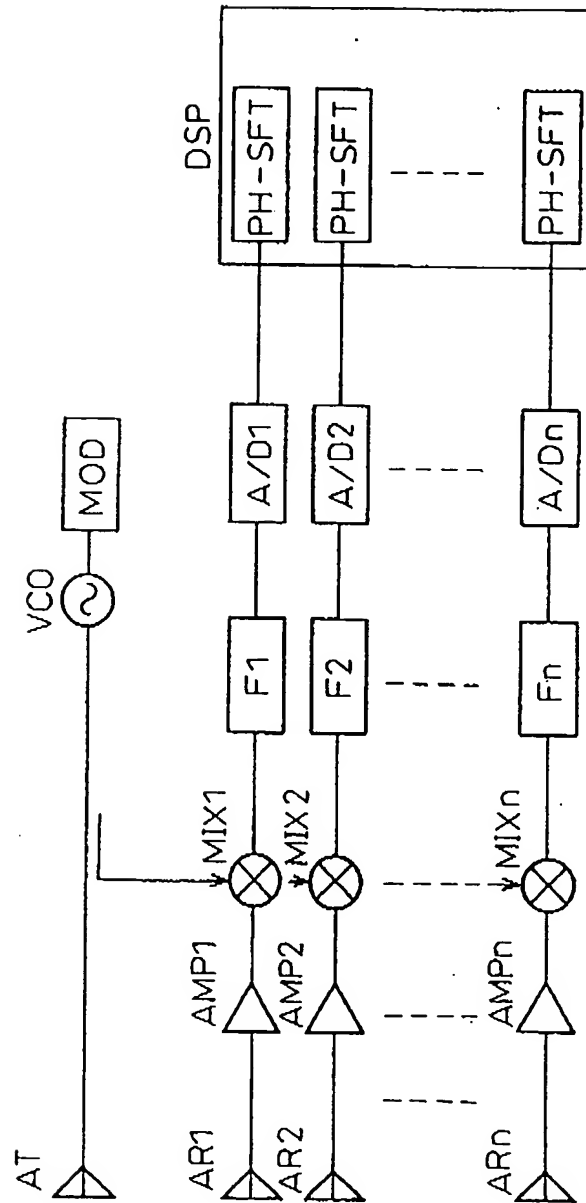 AT
VCO
MOD
DSP
AR1
AMP1
MIX1
F1
A/D1
PH-SFT
AR2
AMP2
MIX2
F2
A/D2
PH-SFT
ARn
AMPn
MIXn
Fn
A/Dn
PH-SFT